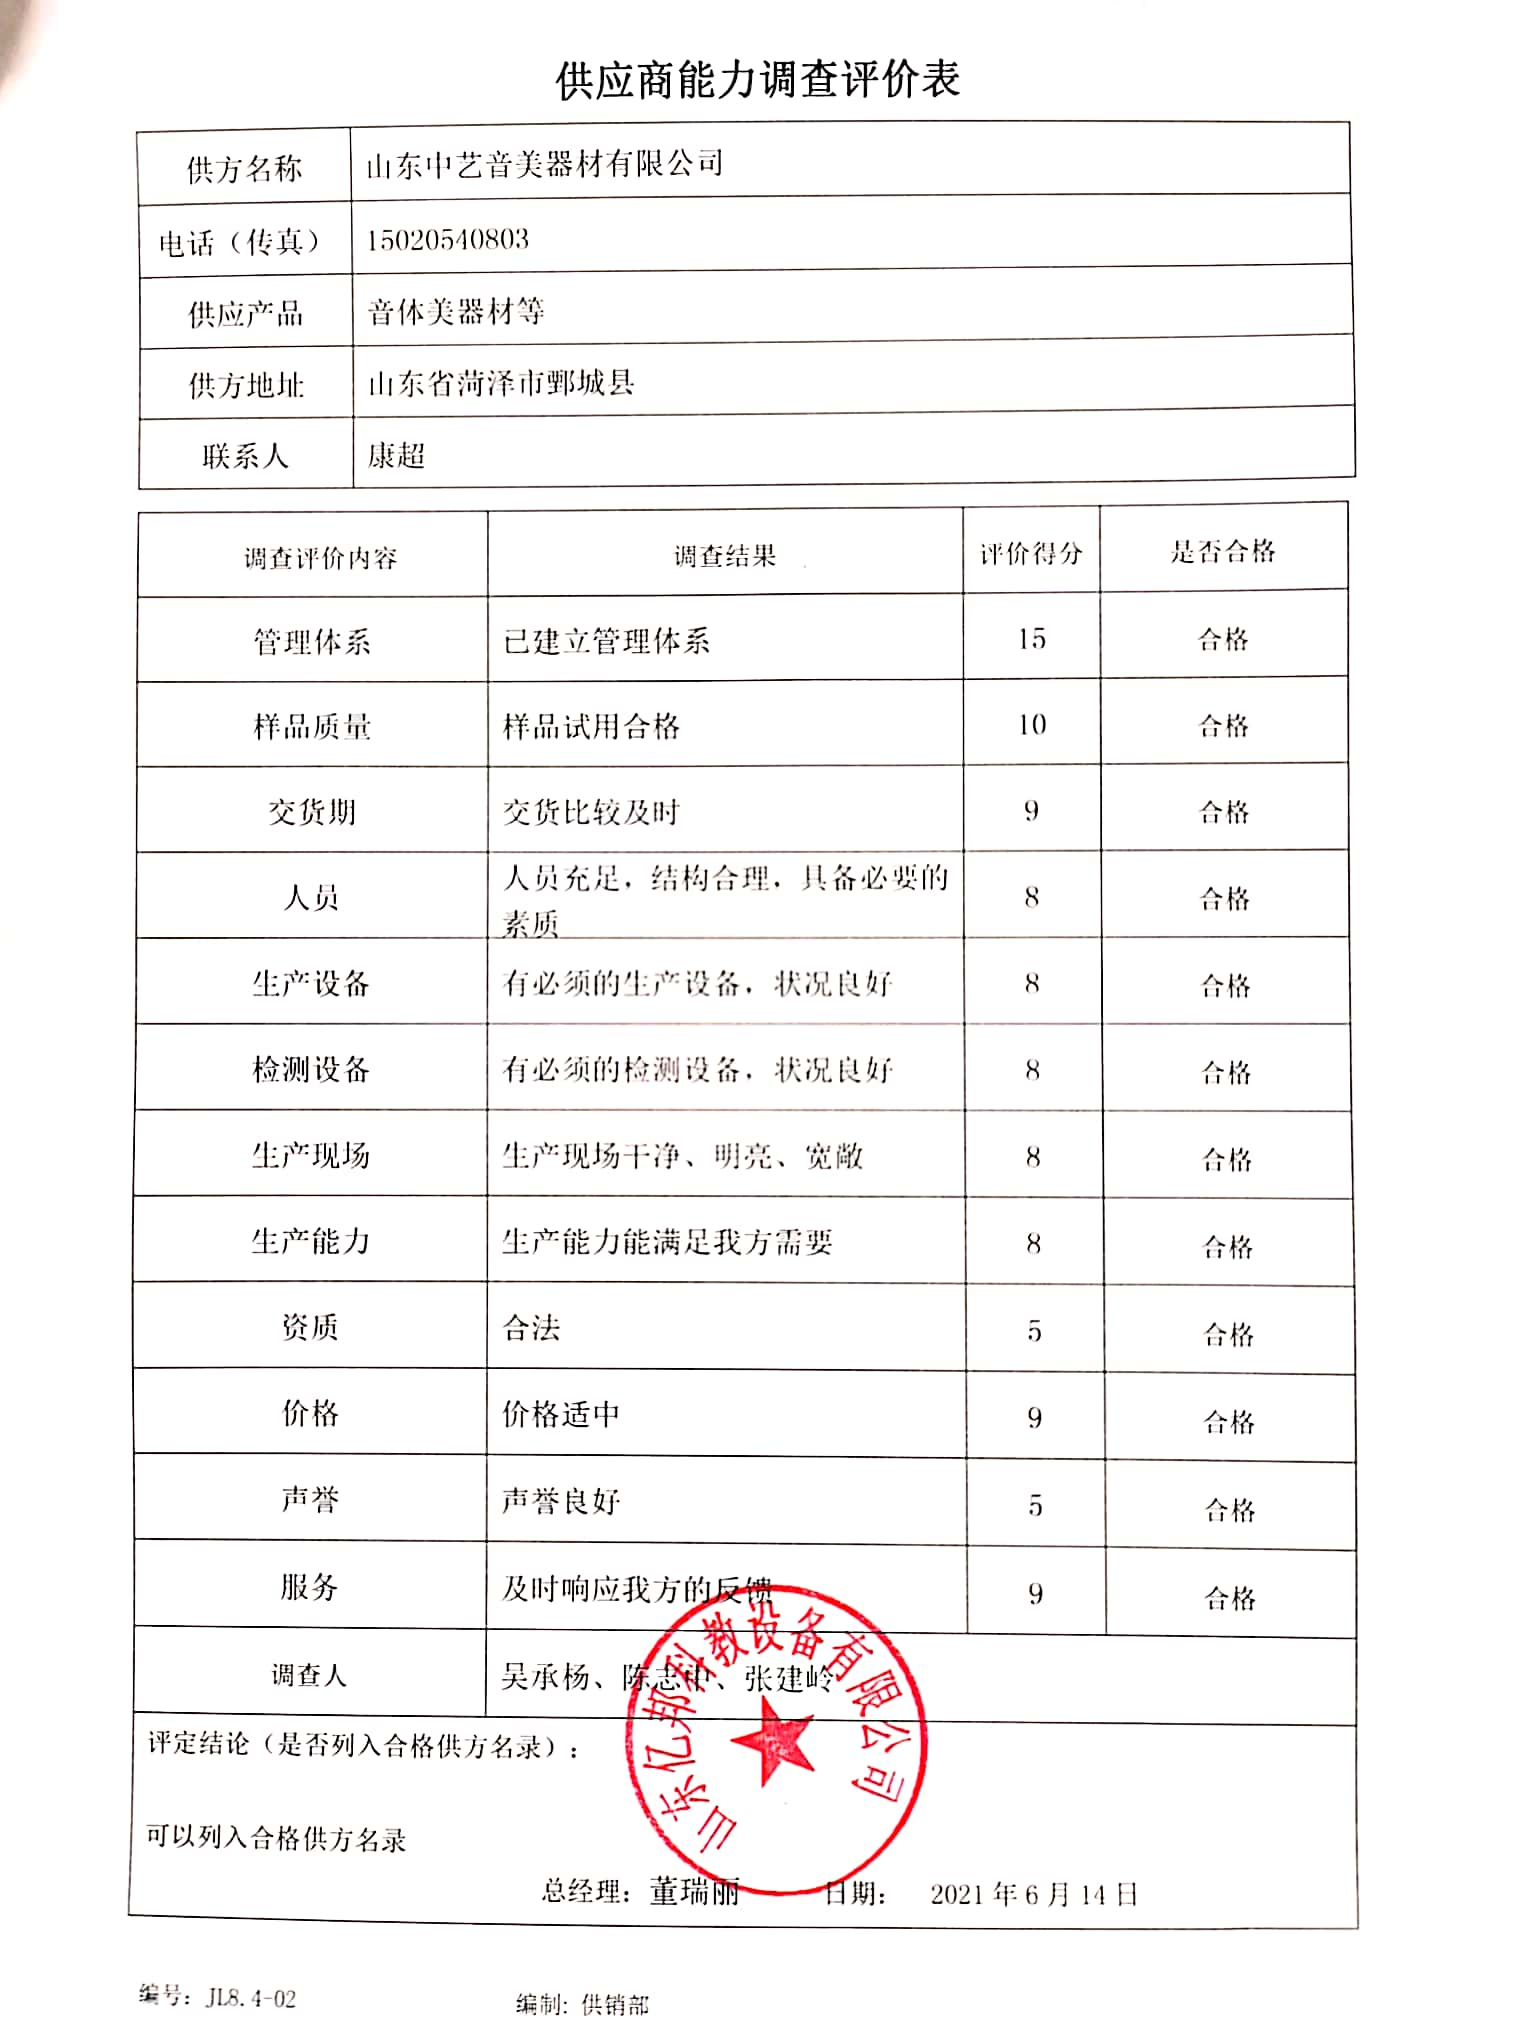 供应商能力调查评价表
供方名称 山东中艺音美器材有限公司
电话（传真） 15020540803
供应产品 音体美器材等
供方地址 山东省菏泽市鄄城县
联系人 康超
调查评价内容 调查结果 评价得分 是否合格
管理体系 已建立管理体系 15 合格
样品质量 样品试用合格 10 合格
交货期 交货比较及时 9 合格
人员 人员充足，结构合理，具备必要的 8 合格
素质
生产设备 有必须的生产设备，状况良好 8 合格
检测设备 有必须的检测设备，状况良好 8 合格
生产现场 生产现场干净、明亮、宽敞 8 合格
生产能力 生产能力能满足我方需要 8 合格
资质 合法 5 合格
价格 价格适中 9 合格
声誉 声誉良好 5 合格
服务 及时响应我方的反馈 9 合格
调查人 吴承杨、陈志中、张建岭
山东亿邦科教设备有限公司
评定结论（是否列入合格供方名录）：
可以列入合格供方名录
总经理：董瑞丽 日期： 2021年6月14日
编号：JL8.4-02 编制：供销部